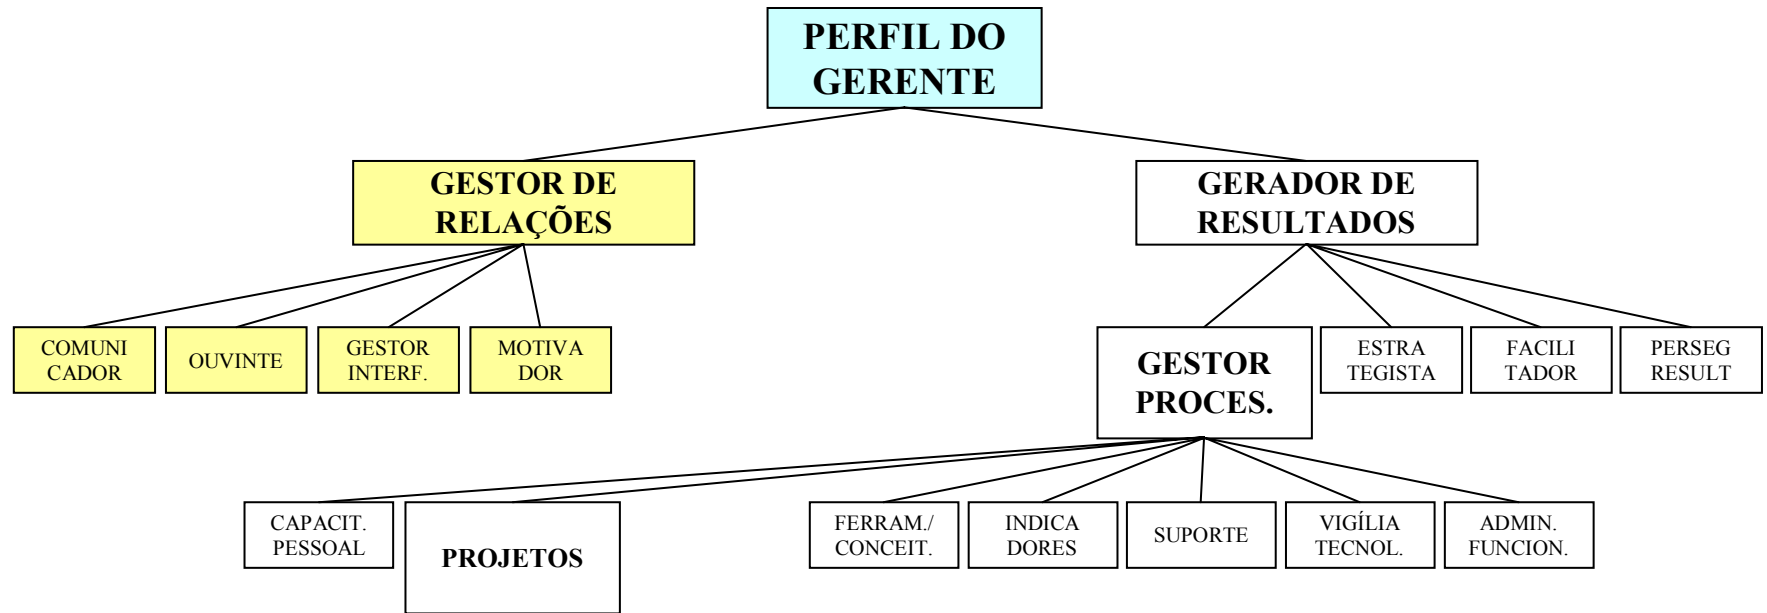 PERFIL DO
GERENTE
GESTOR DE
RELAÇÕES
GERADOR DE
RESULTADOS
COMUNI
CADOR
OUVINTE
GESTOR
INTERF.
MOTIVA
DOR
GESTOR
PROCES.
ESTRA
TEGISTA
FACILI
TADOR
PERSEG
RESULT
CAPACIT.
PESSOAL
PROJETOS
FERRAM./
CONCEIT.
INDICA
DORES
SUPORTE
VIGÍLIA
TECNOL.
ADMIN.
FUNCION.